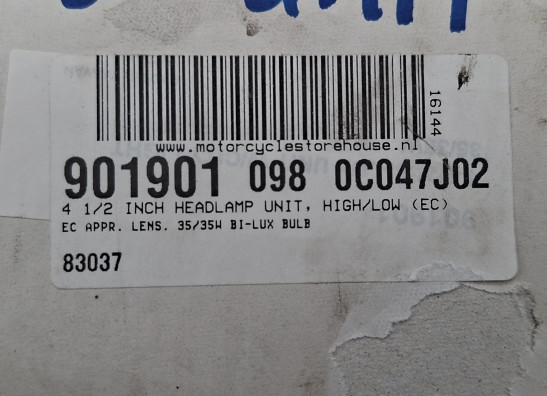 16144
www.motorcyclestorehouse.nl
901901 098 0C047J02
4 1/2 INCH HEADLAMP UNIT, HIGH/LOW (EC)
EC APPR. LENS. 35/35W BI-LUX BULB
83037